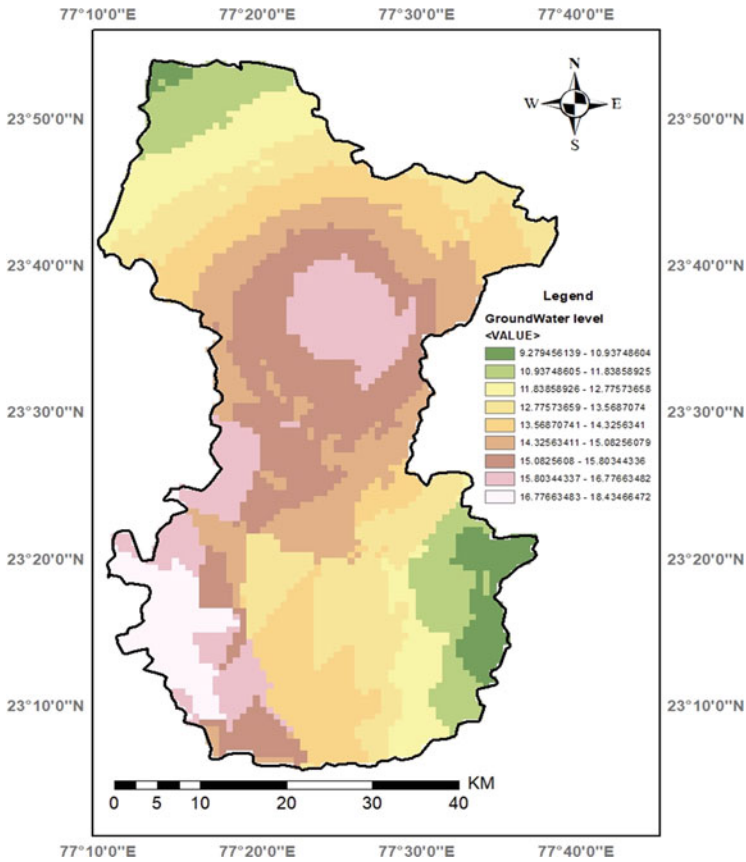 77°10'0"E 77°20'0"E 77°30'0"E 77°40'0"E
N
W E
S
23°50'0"N 23°50'0"N
23°40'0"N 23°40'0"N
Legend
GroundWater level
<VALUE>
9.279456139 - 10.93748604
10.93748605 - 11.83858925
11.83858926 - 12.77573658
12.77573659 - 13.5687074
13.56870741 - 14.3256341
14.32563411 - 15.08256079
15.0825608 - 15.80344336
15.80344337 - 16.77663482
16.77663483 - 18.43466472
23°30'0"N 23°30'0"N
23°20'0"N 23°20'0"N
23°10'0"N 23°10'0"N
KM
0 5 10 20 30 40
77°10'0"E 77°20'0"E 77°30'0"E 77°40'0"E